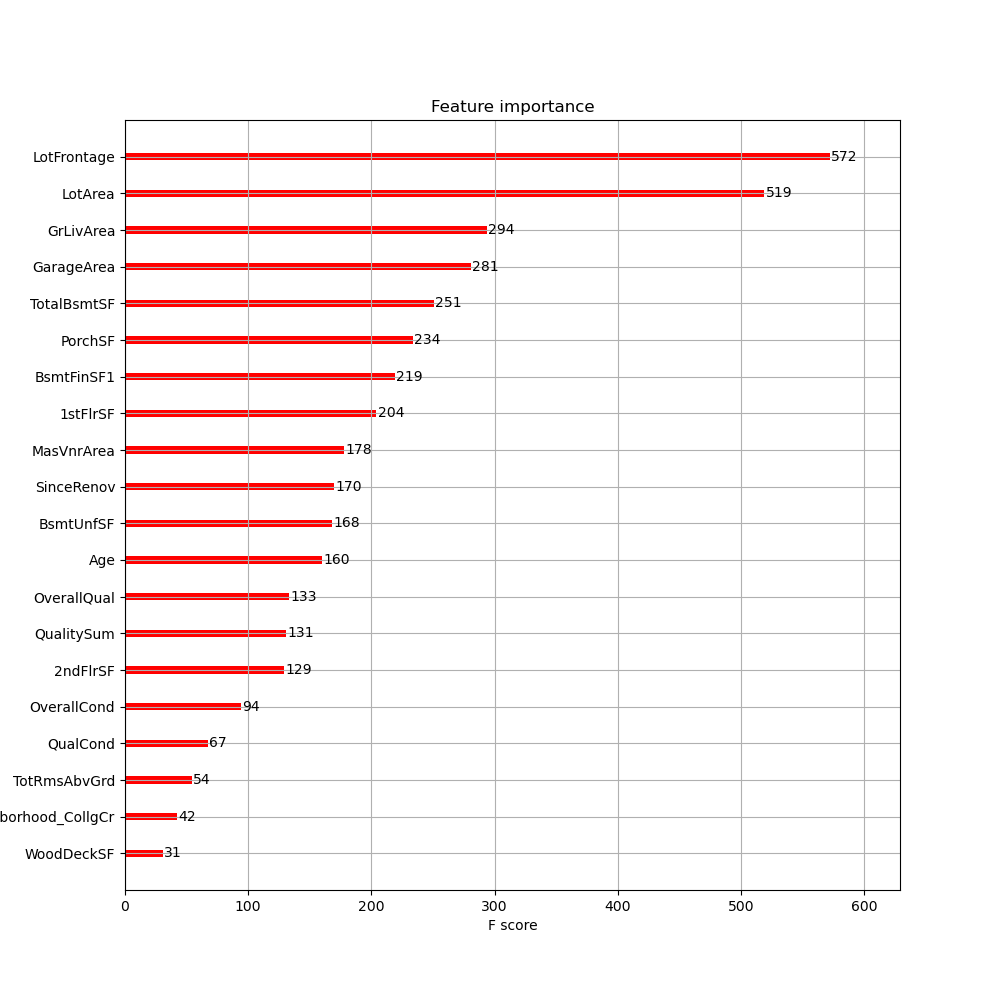 Feature importance
LotFrontage 572
LotArea 519
GrLivArea 294
GarageArea 281
TotalBsmtSF 251
PorchSF 234
BsmtFinSF1 219
1stFlrSF 204
MasVnrArea 178
SinceRenov 170
BsmtUnfSF 168
Age 160
OverallQual 133
QualitySum 131
2ndFlrSF 129
OverallCond 94
QualCond 67
TotRmsAbvGrd 54
borhood_CollgCr 42
WoodDeckSF 31
0 100 200 300 400 500 600
F score